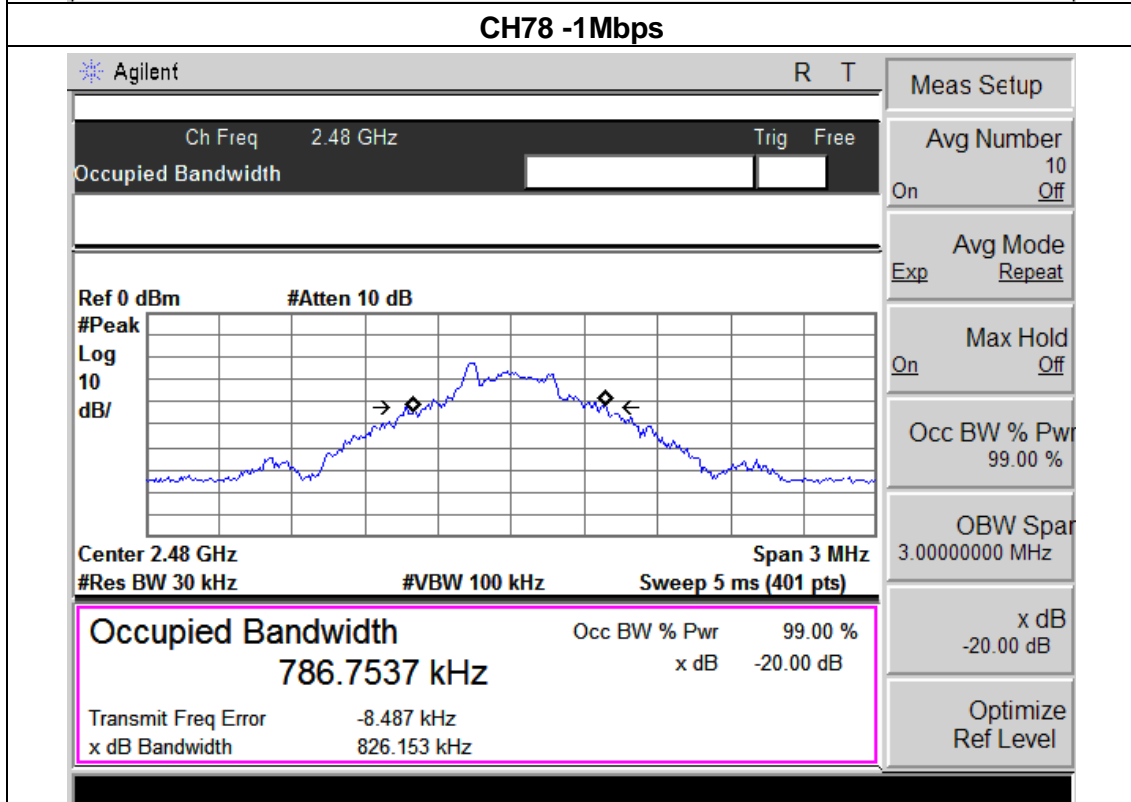 CH78 -1Mbps
Agilent R T
Ch Freq 2.48 GHz Trig Free
Occupied Bandwidth
Ref 0 dBm #Atten 10 dB
#Peak
Log
10
dB/
Center 2.48 GHz Span 3 MHz
#Res BW 30 kHz #VBW 100 kHz Sweep 5 ms (401 pts)
Occupied Bandwidth Occ BW % Pwr 99.00 %
786.7537 kHz x dB -20.00 dB
Transmit Freq Error -8.487 kHz
x dB Bandwidth 826.153 kHz
Meas Setup
Avg Number
10
On Off
Avg Mode
Exp Repeat
Max Hold
On Off
Occ BW % Pwr
99.00 %
OBW Span
3.00000000 MHz
x dB
-20.00 dB
Optimize
Ref Level